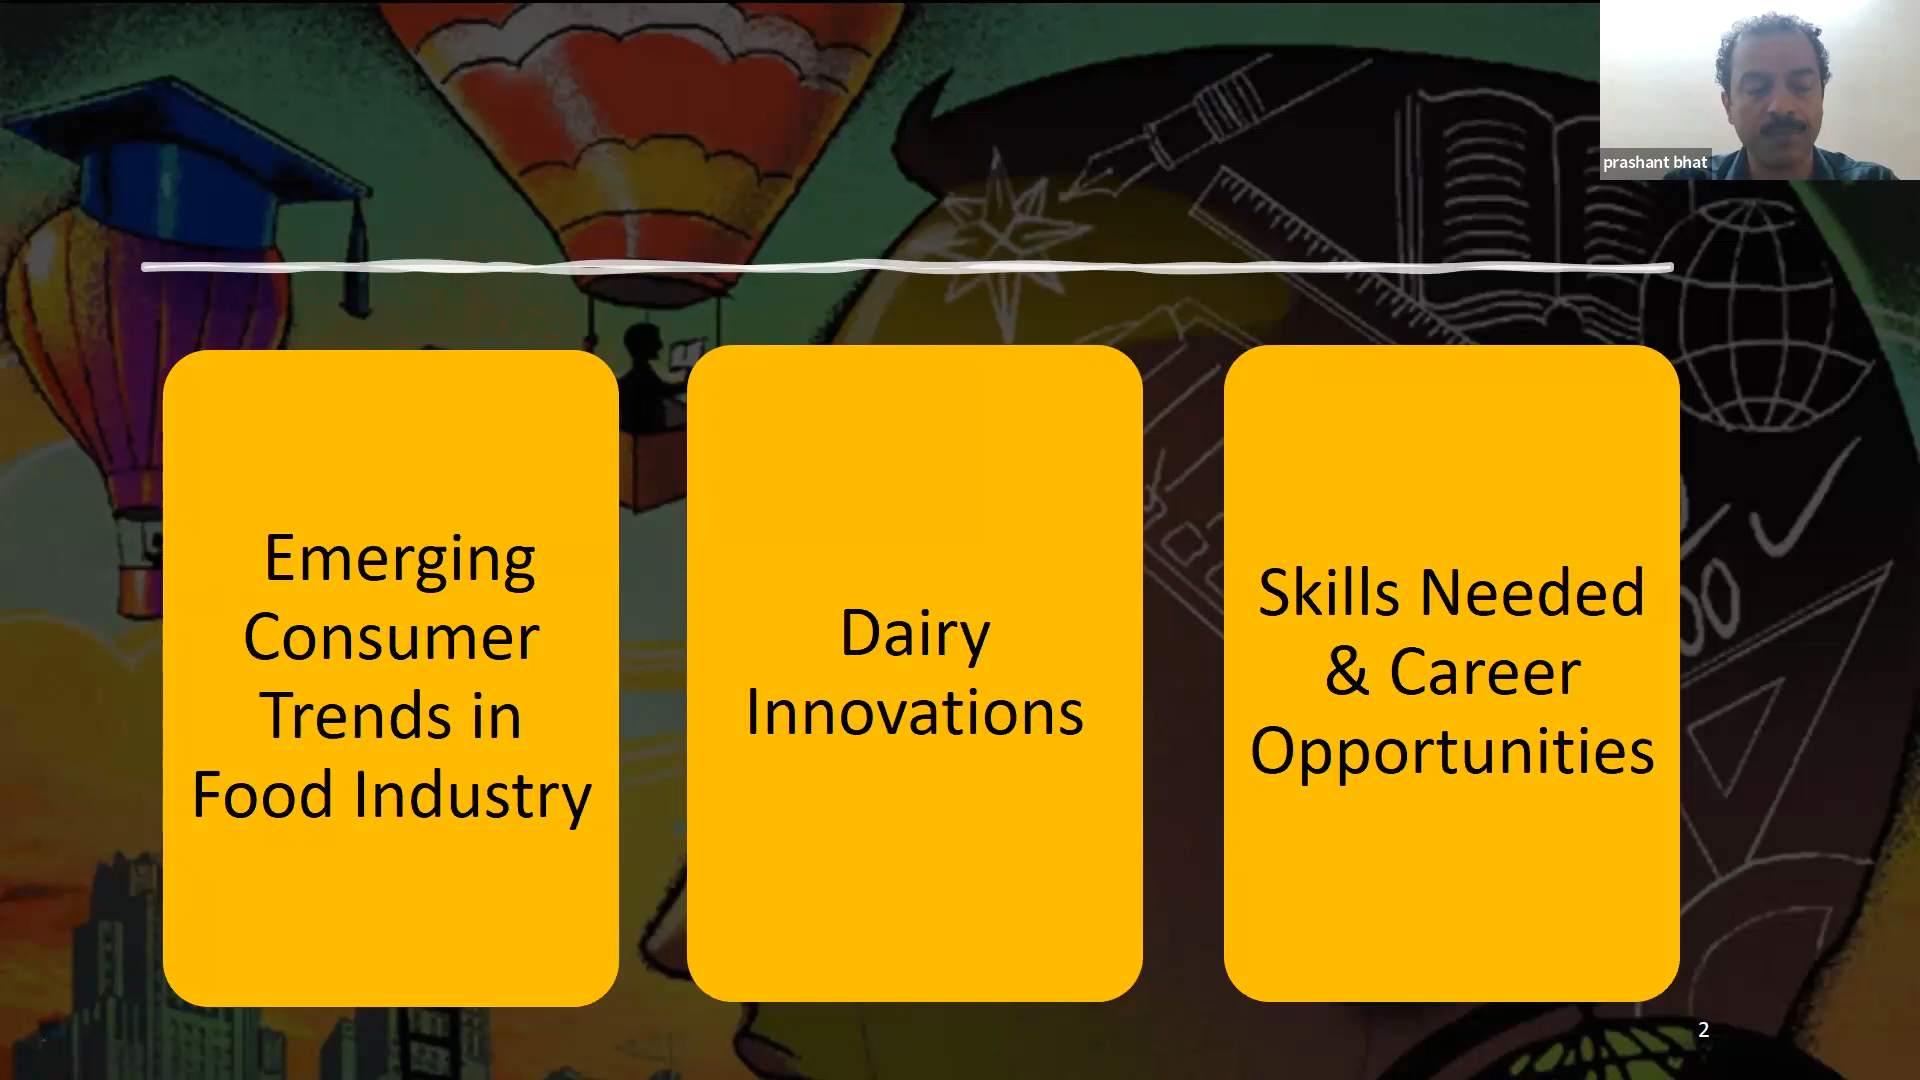 prashant bhat
Emerging
Consumer
Trends in
Food Industry
Dairy
Innovations
Skills Needed
& Career
Opportunities
2